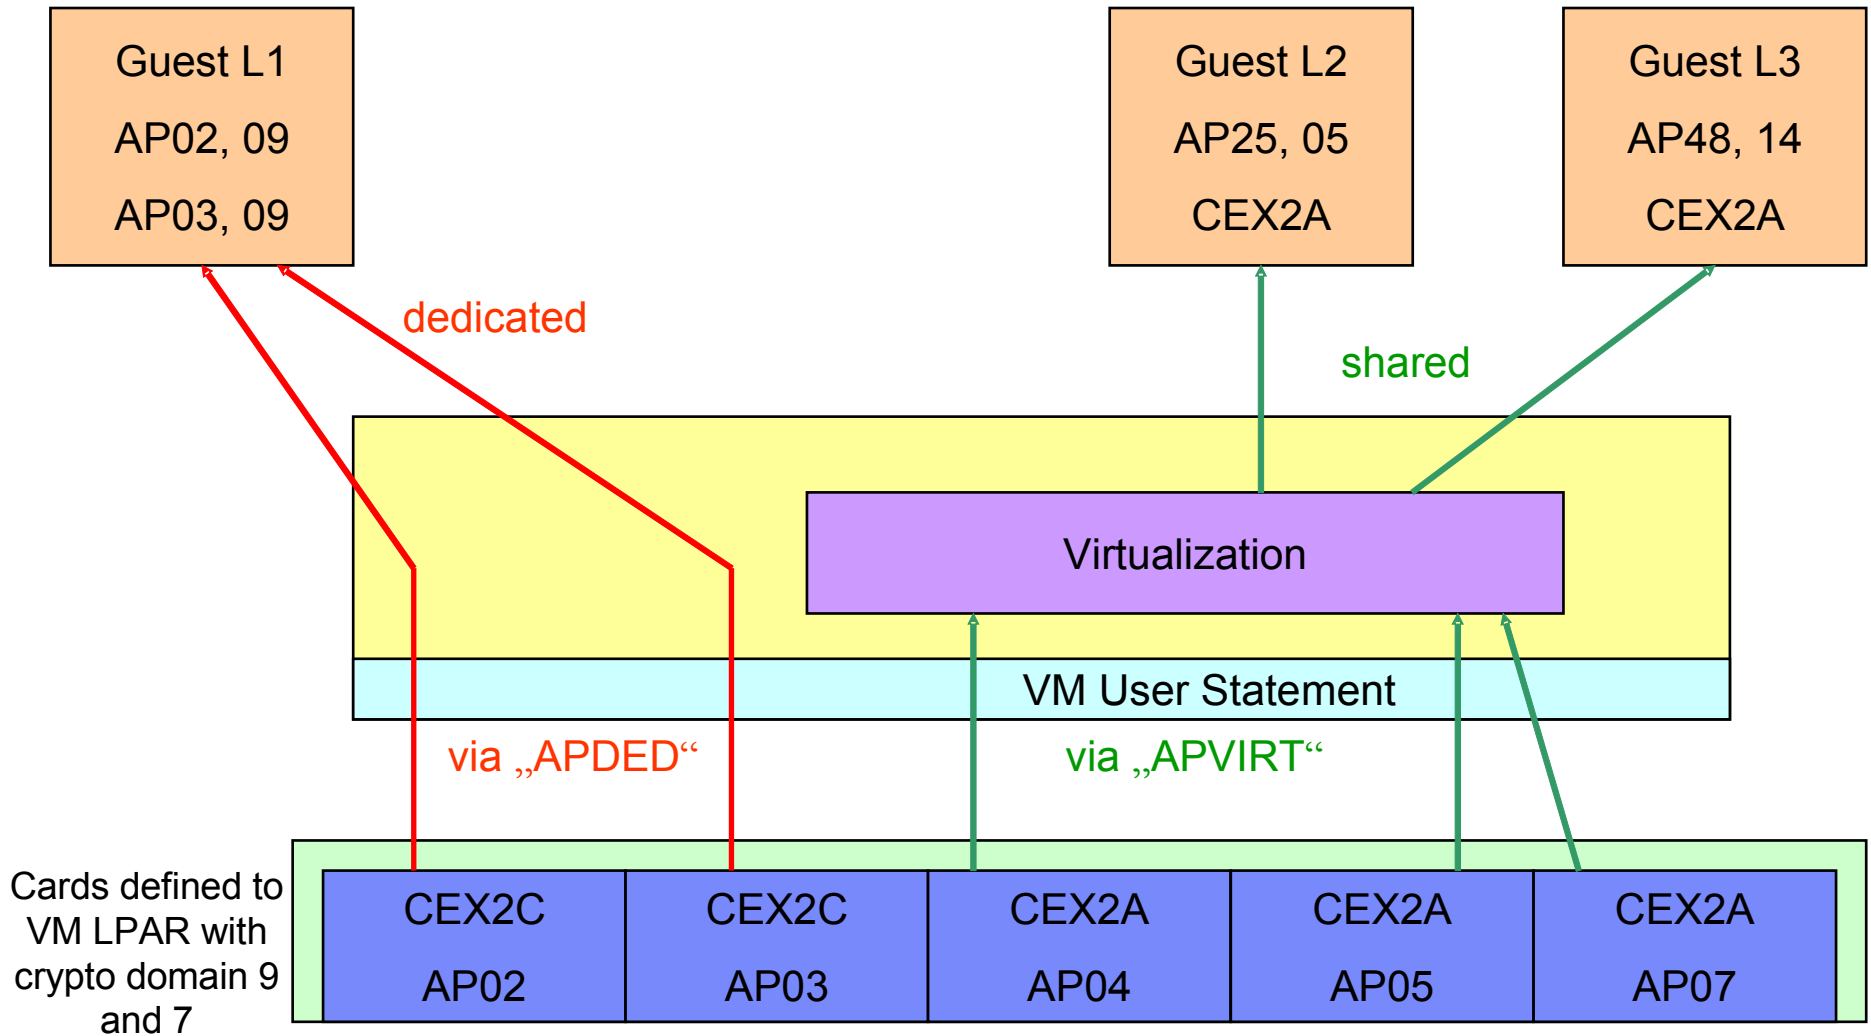 Guest L1
AP02, 09
AP03, 09
Guest L2
AP25, 05
CEX2A
Guest L3
AP48, 14
CEX2A
dedicated
shared
Virtualization
VM User Statement
via „APDED“
via „APVIRT“
Cards defined to
VM LPAR with
crypto domain 9
and 7
CEX2C
AP02
CEX2C
AP03
CEX2A
AP04
CEX2A
AP05
CEX2A
AP07